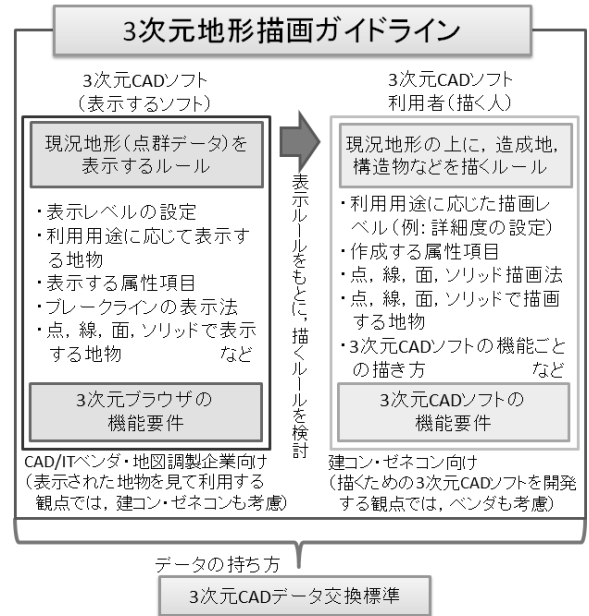 3次元地形描画ガイドライン
3次元CADソフト
(表示するソフト)
現況地形(点群データ)を
表示するルール
・表示レベルの設定
・利用用途に応じて表示す
る地物
・表示する属性項目
・ブレークラインの表示法
・点,線,面,ソリッドで表示
する地物 など
3次元ブラウザの
機能要件
CAD/ITベンダ・地図調製企業向け
(表示された地物を見て利用する
観点では,建コン・ゼネコンも考慮)
表示ルールをもとに,描くルールを検討
3次元CADソフト
利用者(描く人)
現況地形の上に,造成地,
構造物などを描くルール
・利用用途に応じた描画レ
ベル(例:詳細度の設定)
・作成する属性項目
・点,線,面,ソリッド描画法
・点,線,面,ソリッドで描画
する地物
・3次元CADソフトの機能ごと
の描き方 など
3次元CADソフトの
機能要件
建コン・ゼネコン向け
(描くための3次元CADソフトを開発
する観点では,ベンダも考慮)
データの持ち方
3次元CADデータ交換標準